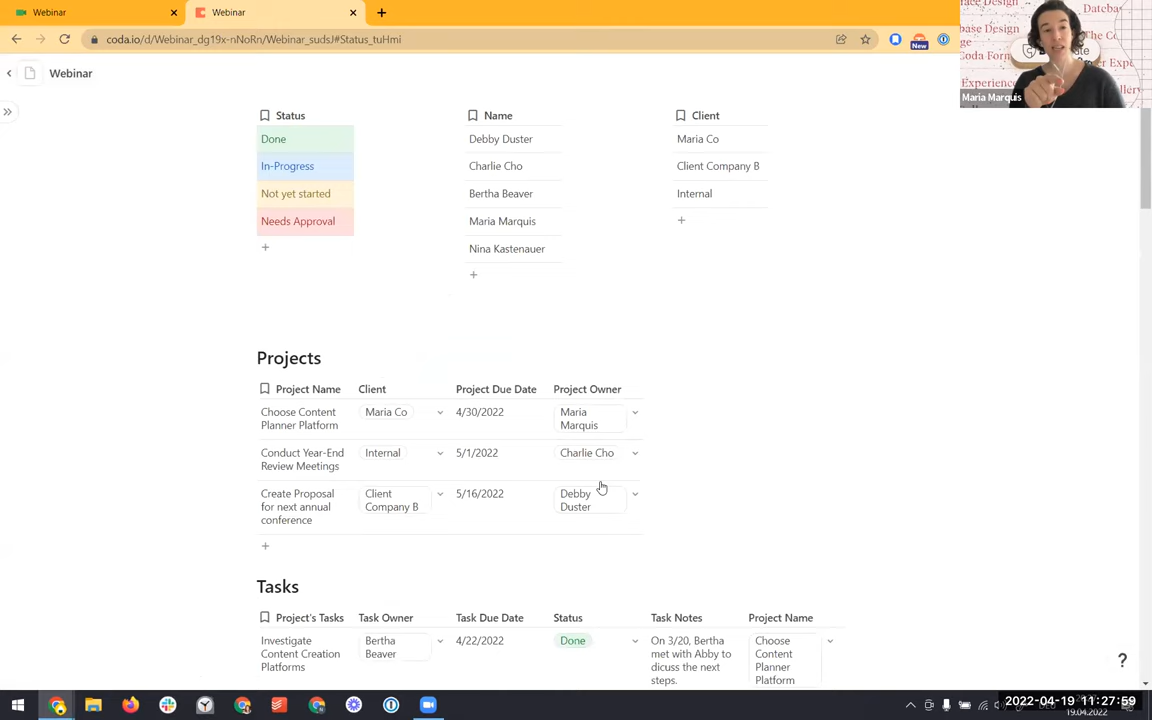 Webinar
Webinar
coda.io/d/Webinar_dg19x-nNoRn/Webinar_sudsJ#Status_tuHmi
New
Maria Marquis
Webinar
Status
Done
In-Progress
Not yet started
Needs Approval
Name
Debby Duster
Charlie Cho
Bertha Beaver
Maria Marquis
Nina Kastenauer
Client
Maria Co
Client Company B
Internal
Projects
Project Name Client Project Due Date Project Owner
Choose Content Planner Platform Maria Co 4/30/2022 Maria Marquis
Conduct Year-End Review Meetings Internal 5/1/2022 Charlie Cho
Create Proposal for next annual conference Client Company B 5/16/2022 Debby Duster
Tasks
Project's Tasks Task Owner Task Due Date Status Task Notes Project Name
Investigate Content Creation Platforms Bertha Beaver 4/22/2022 Done On 3/20, Bertha met with Abby to dicuss the next steps. Choose Content Planner Platform
2022-04-19 11:27:59
19.04.2022